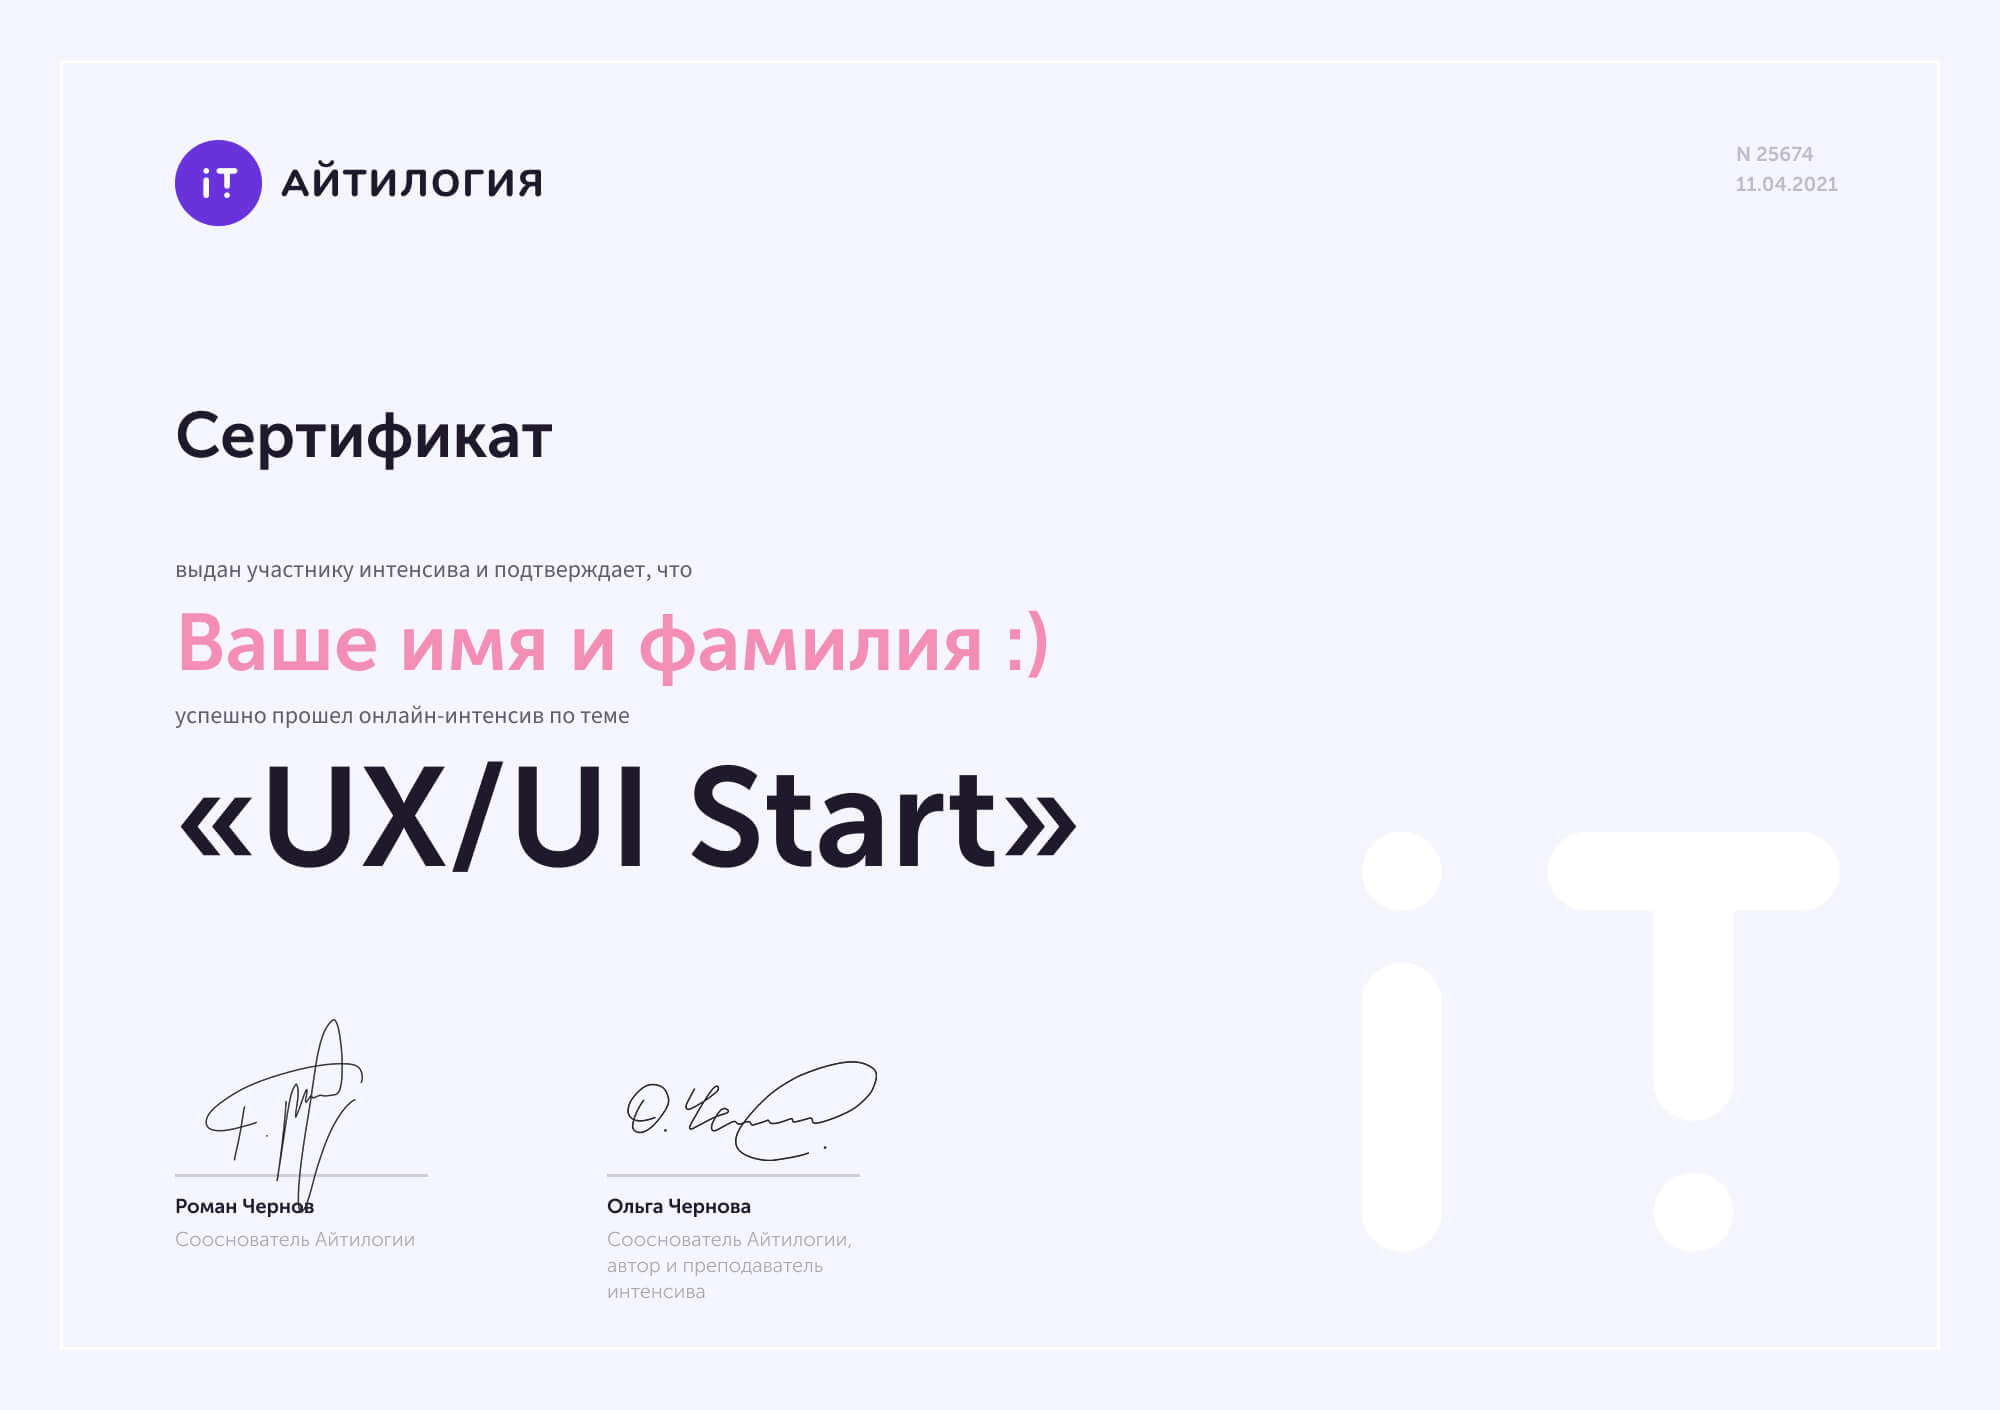 iT АЙТИЛОГИЯ
N 25674
11.04.2021
Сертификат
выдан участнику интенсива и подтверждает, что
Ваше имя и фамилия :)
успешно прошел онлайн-интенсив по теме
«UX/UI Start»
iT
О. Чернова
Роман Чернов
Сооснователь Айтилогии
Ольга Чернова
Сооснователь Айтилогии,
автор и преподаватель
интенсива